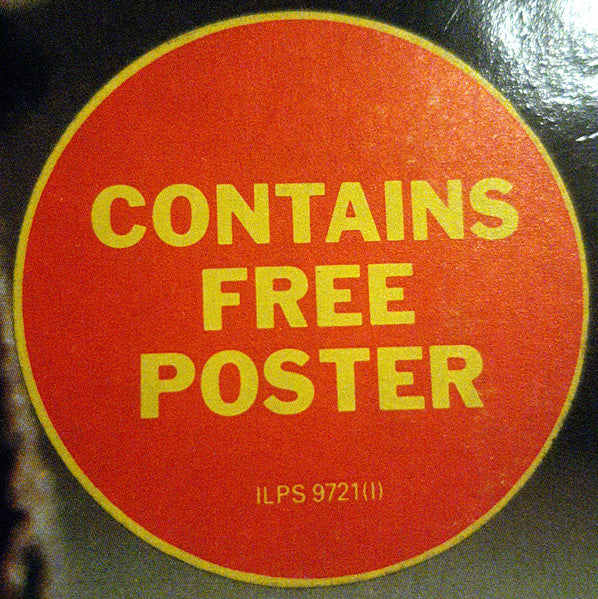 CONTAINS
FREE
POSTER
ILPS 9721(I)